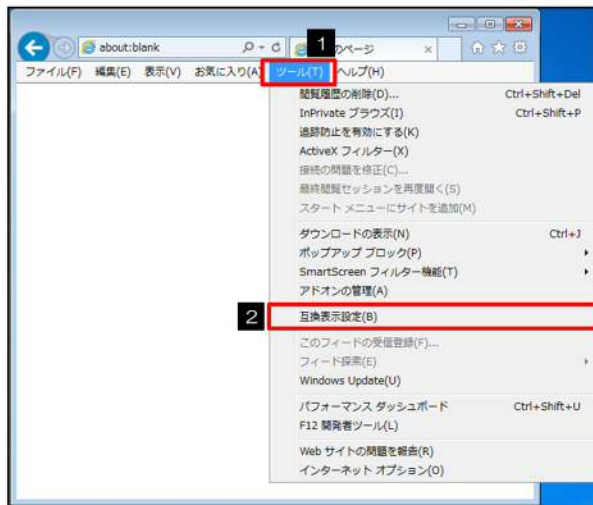 about:blank
1
のページ
ファイル(F) 編集(E) 表示(V) お気に入り(A) ツール(T) ヘルプ(H)
閲覧履歴の削除(D)... Ctrl+Shift+Del
InPrivate ブラウズ(I) Ctrl+Shift+P
追跡防止を有効にする(K)
ActiveX フィルター(X)
接続の問題を修正(C)...
最終閲覧セッションを再度開く(S)
スタート メニューにサイトを追加(M)
ダウンロードの表示(N) Ctrl+J
ポップアップ ブロック(P)
SmartScreen フィルター機能(T)
アドオンの管理(A)
2 互換表示設定(B)
このフィードの受信登録(F)...
フィード探索(E)
Windows Update(U)
パフォーマンス ダッシュボード Ctrl+Shift+U
F12 開発者ツール(L)
Web サイトの問題を報告(R)
インターネット オプション(O)